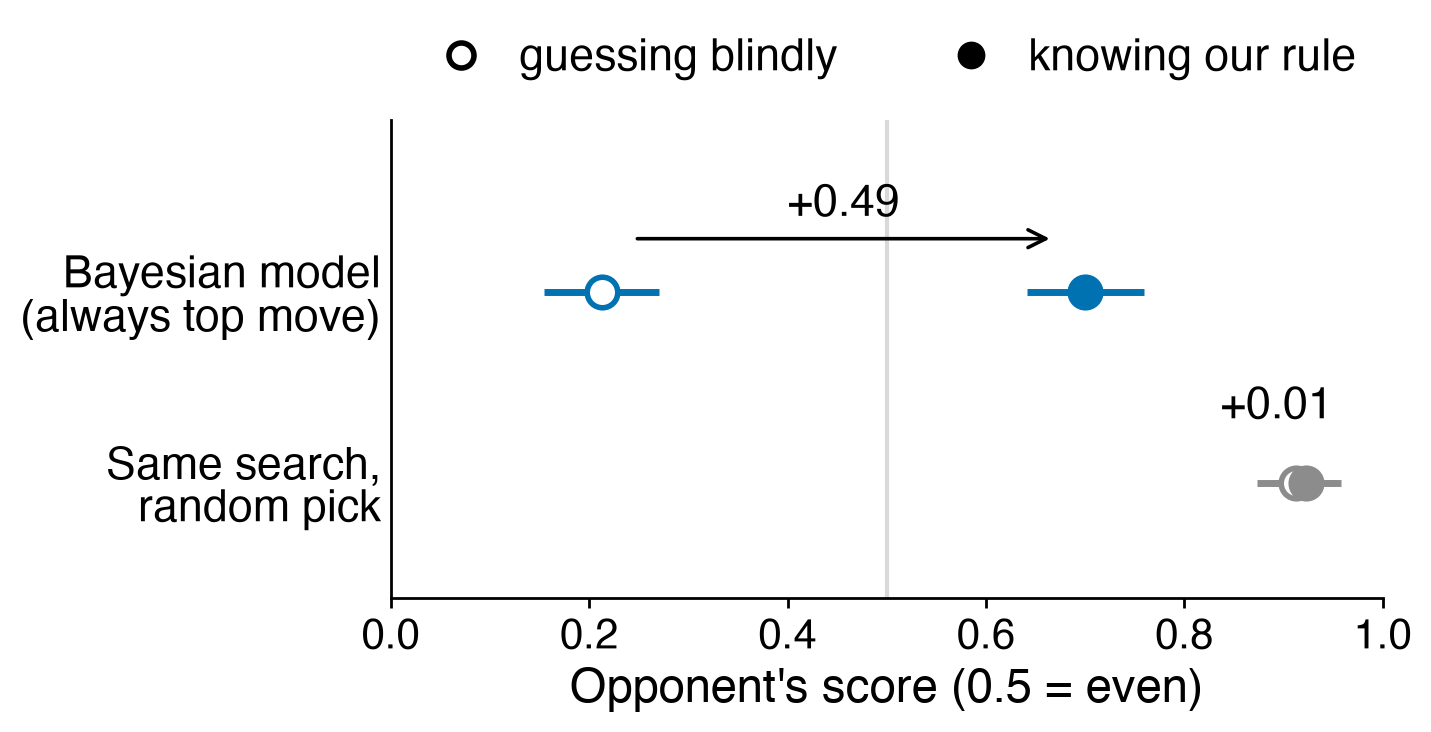 guessing blindly
knowing our rule
+0.49
Bayesian model
(always top move)
+0.01
Same search,
random pick
0.0
0.2
0.4
0.6
0.8
1.0
Opponent's score (0.5 = even)